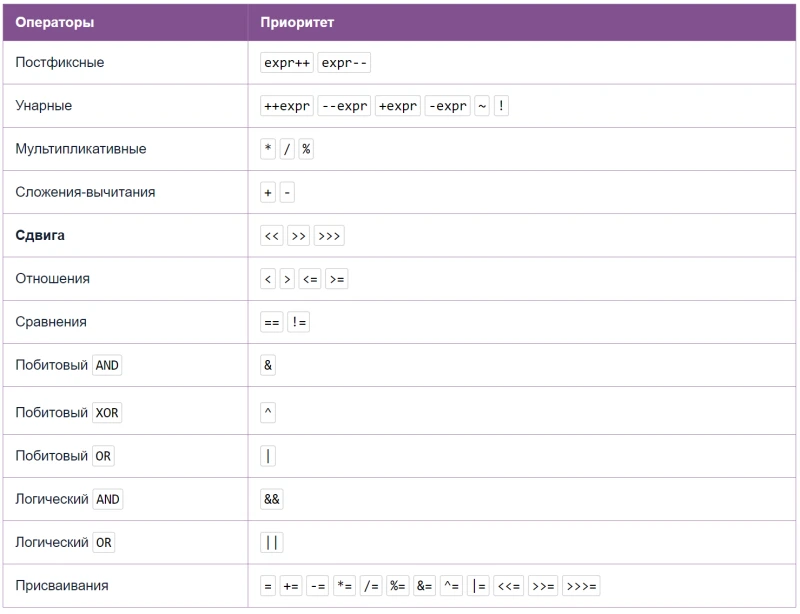 Операторы Приоритет
Постфиксные expr++ expr--
Унарные ++expr --expr +expr -expr ~ !
Мультипликативные * / %
Сложения-вычитания + -
Сдвига << >> >>>
Отношения < > <= >=
Сравнения == !=
Побитовый AND &
Побитовый XOR ^
Побитовый OR |
Логический AND &&
Логический OR ||
Присваивания = += -= *= /= %= &= ^= |= <<= >>= >>>=